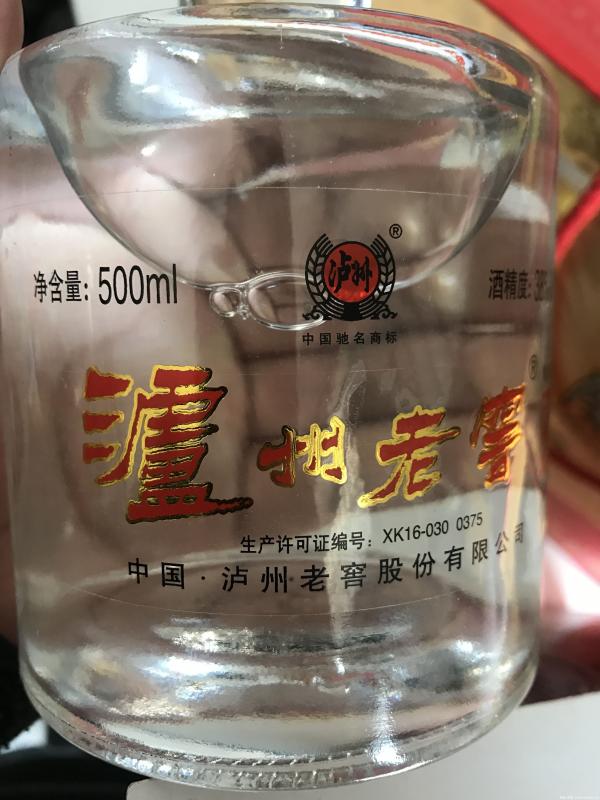 泸州
®
中国驰名商标
净含量:500ml
酒精度:
瀘州老窖®
生产许可证编号:XK16-030 0375
中国·泸州老窖股份有限公司